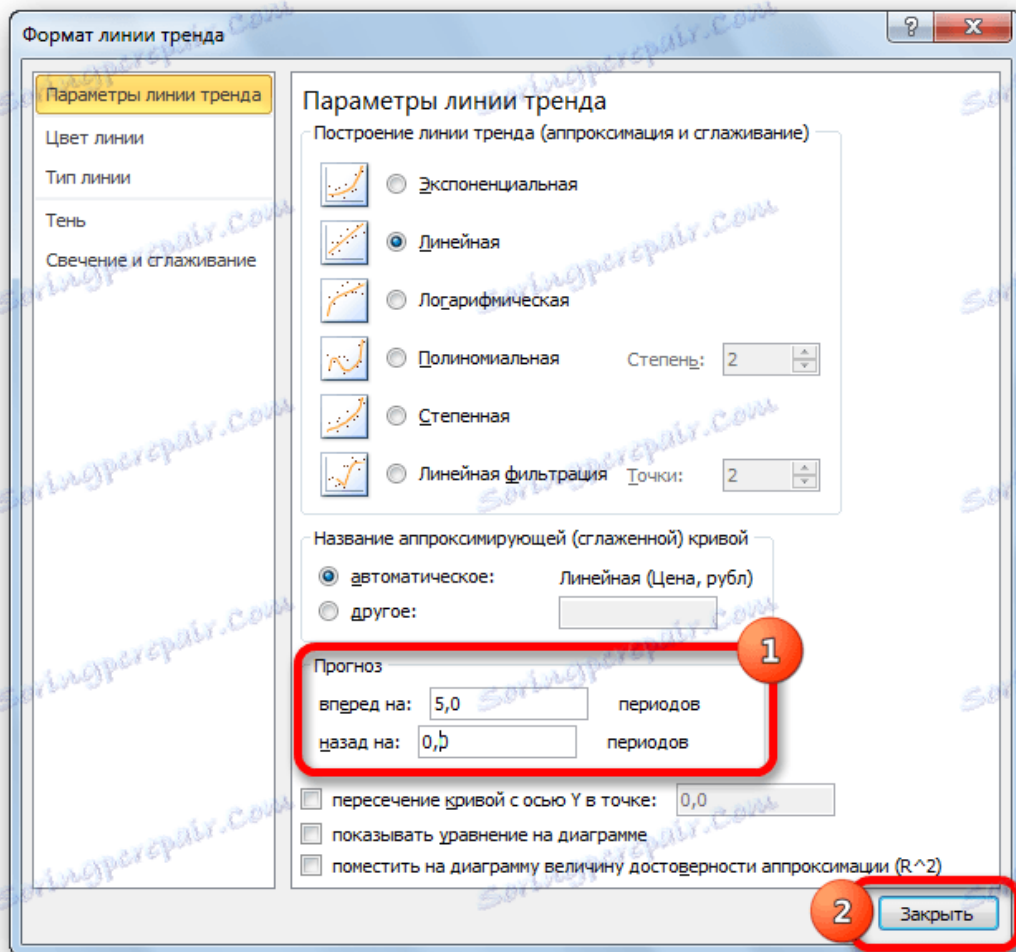 Формат линии тренда
Параметры линии тренда
Цвет линии
Тип линии
Тень
Свечение и сглаживание
Параметры линии тренда
Построение линии тренда (аппроксимация и сглаживание)
Экспоненциальная
Линейная
Логарифмическая
Полиномиальная Степень: 2
Степенная
Линейная фильтрация Точки: 2
Название аппроксимирующей (сглаженной) кривой
автоматическое: Линейная (Цена, рубл)
другое:
1
Прогноз
вперед на: 5,0 периодов
назад на: 0,0 периодов
пересечение кривой с осью Y в точке: 0,0
показывать уравнение на диаграмме
поместить на диаграмму величину достоверности аппроксимации (R^2)
2 Закрыть
Soringpcrepair.Com